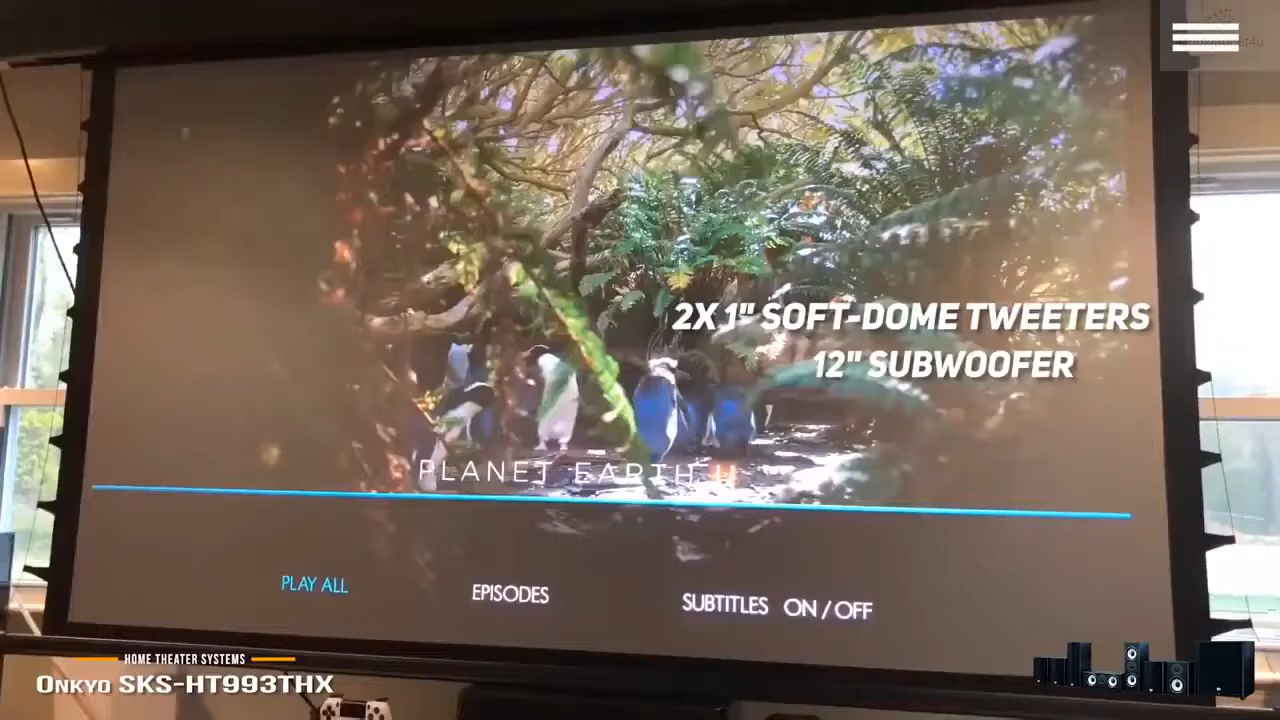 2X 1" SOFT-DOME TWEETERS
12" SUBWOOFER
PLANET EARTH II
PLAY ALL
EPISODES
SUBTITLES ON / OFF
HOME THEATER SYSTEMS
ONKYO SKS-HT993THX